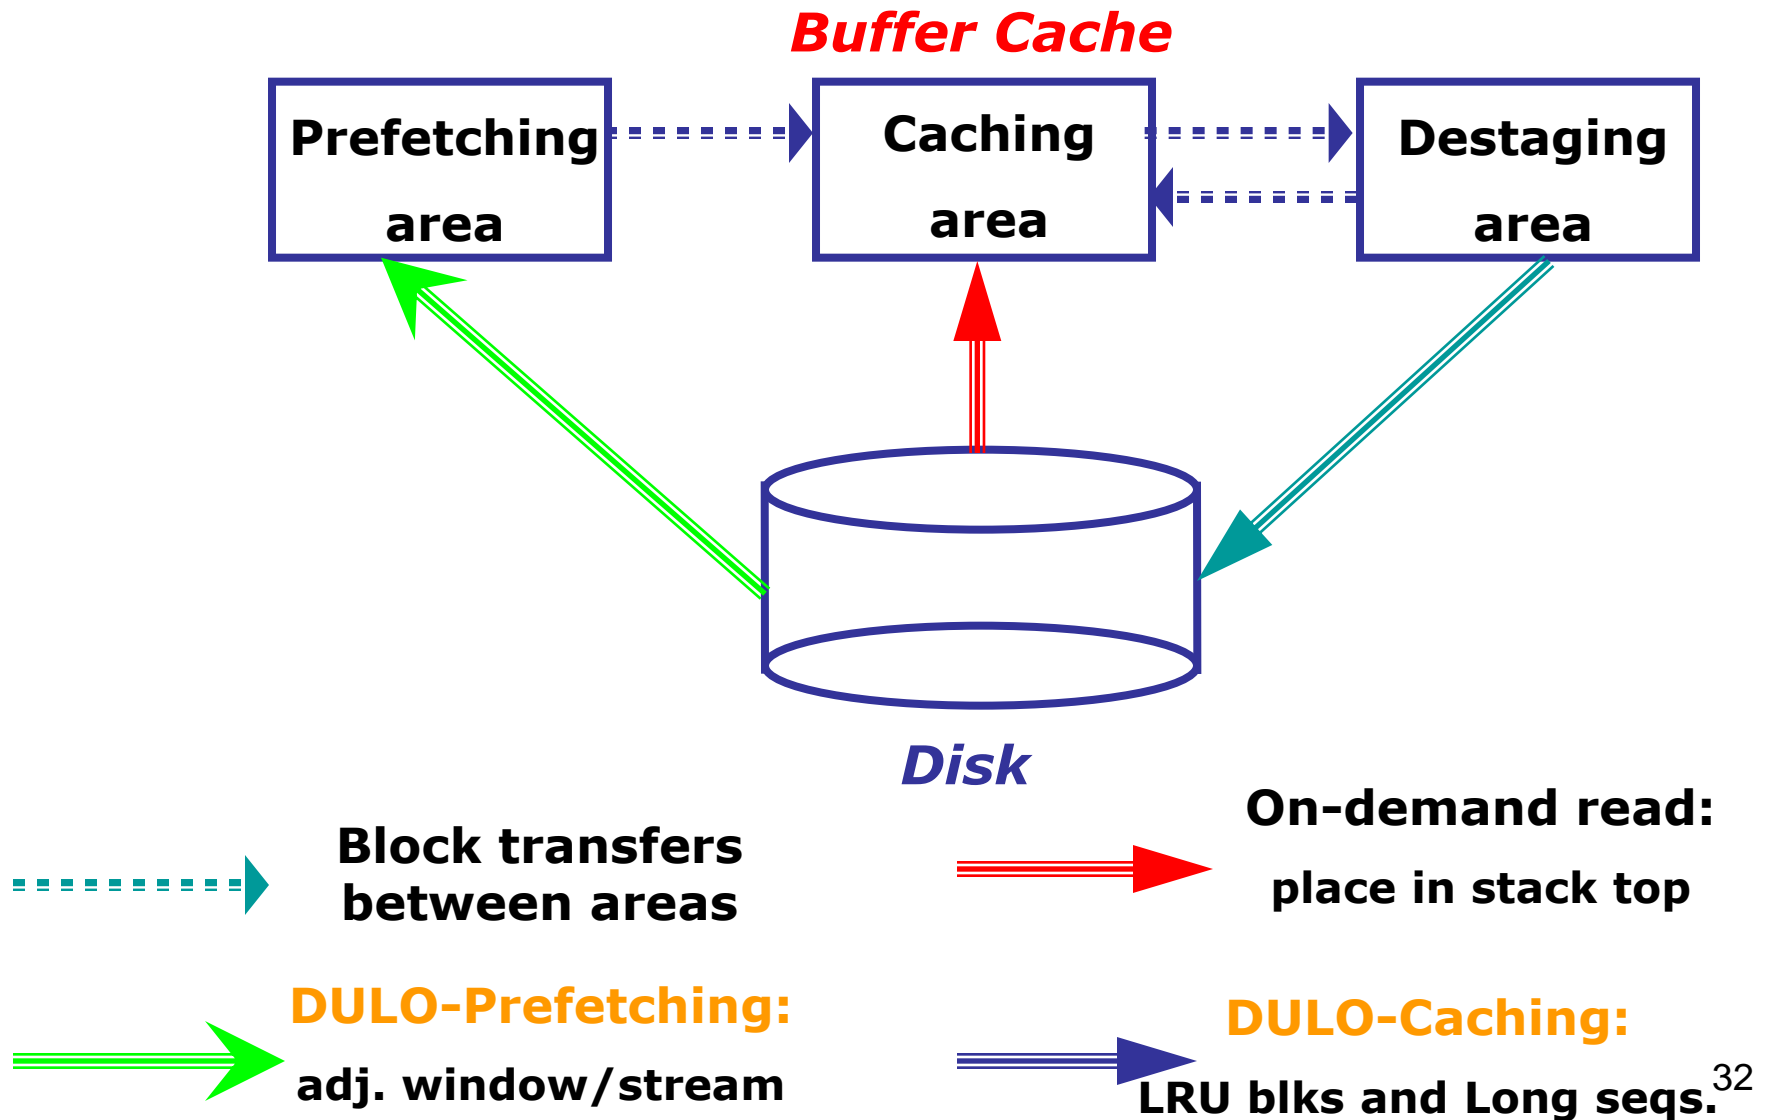 Buffer Cache
Prefetching
area
Caching
area
Destaging
area
Disk
Block transfers
between areas
On-demand read:
place in stack top
DULO-Prefetching:
adj. window/stream
DULO-Caching:
LRU blks and Long seqs.
32